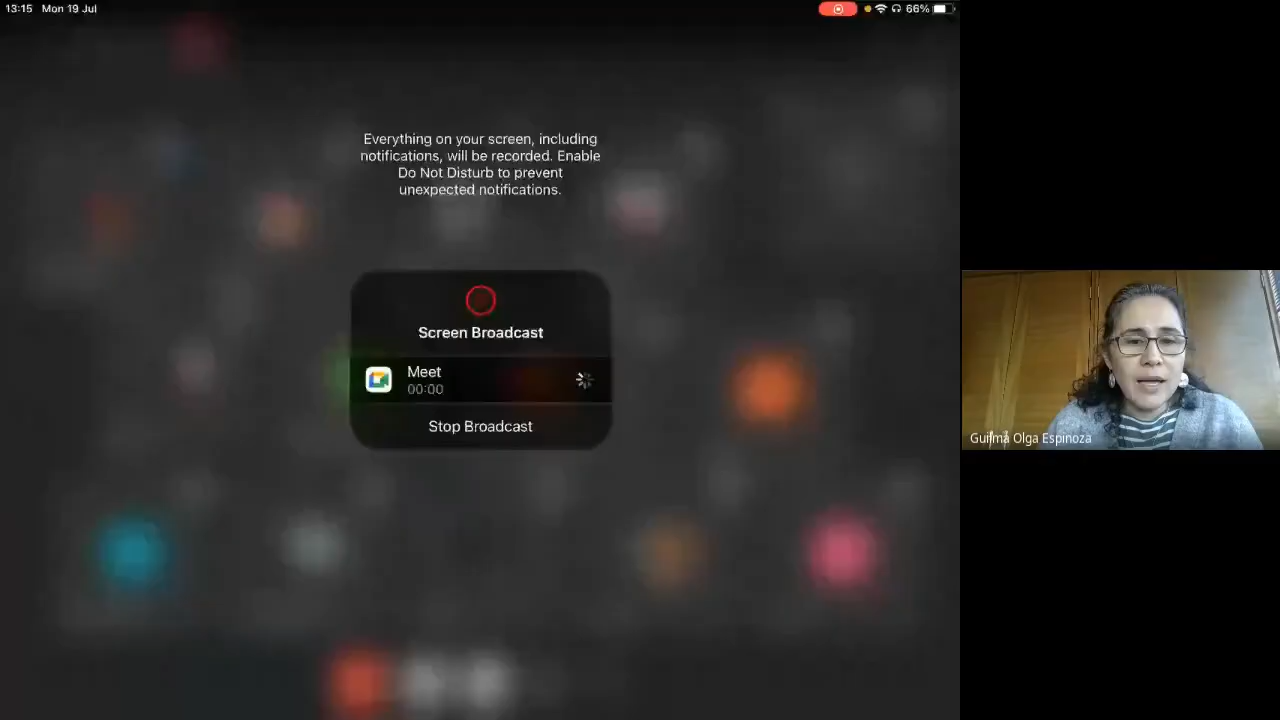 13:15 Mon 19 Jul
66%
Everything on your screen, including
notifications, will be recorded. Enable
Do Not Disturb to prevent
unexpected notifications.
Screen Broadcast
Meet
00:00
Stop Broadcast
Guilma Olga Espinoza